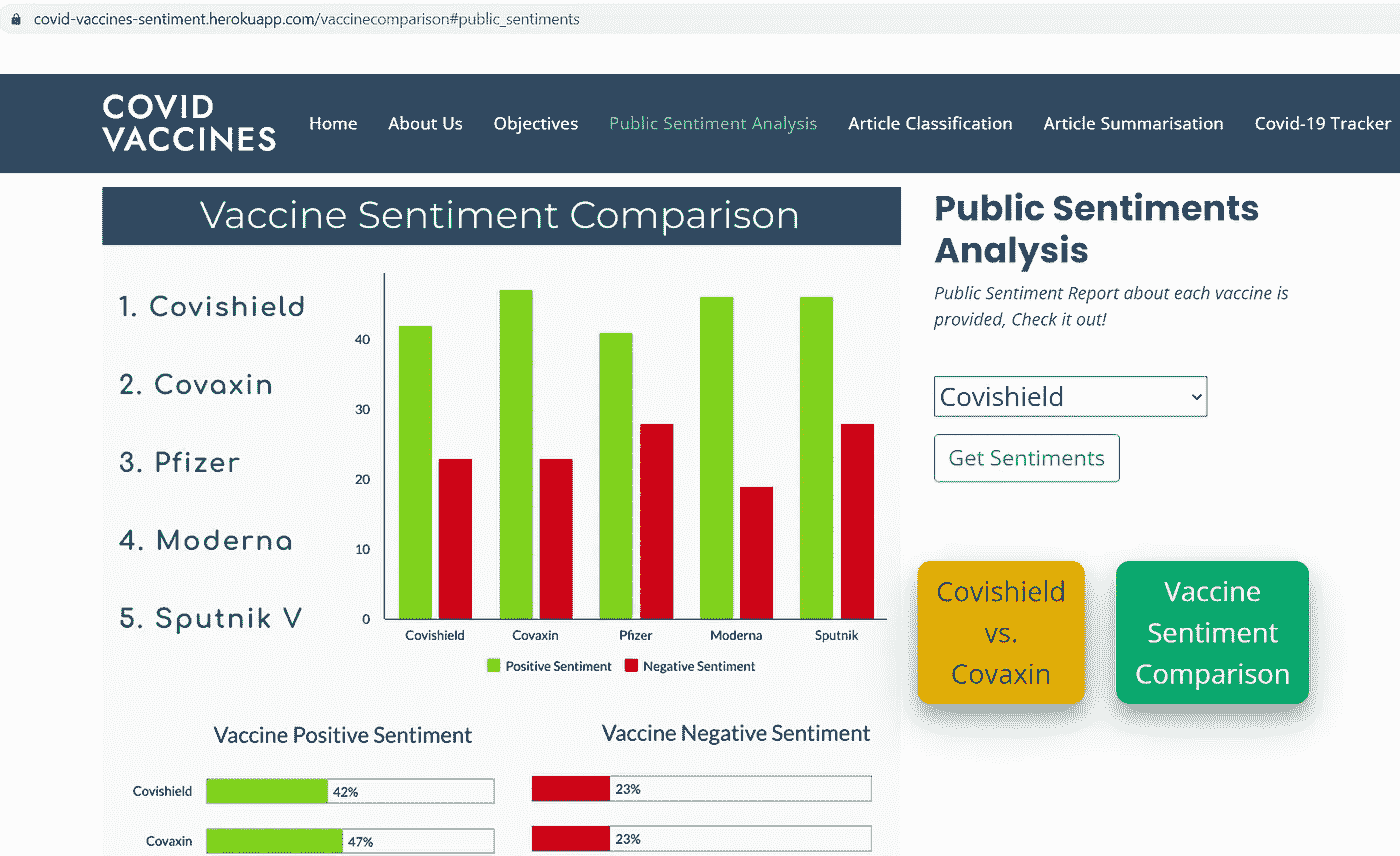 covid-vaccines-sentiment.herokuapp.com/vaccinecomparison#public_sentiments
COVID
VACCINES
Home About Us Objectives Public Sentiment Analysis Article Classification Article Summarisation Covid-19 Tracker
Vaccine Sentiment Comparison
1. Covishield
2. Covaxin
3. Pfizer
4. Moderna
5. Sputnik V
40
30
20
10
0
Covishield Covaxin Pfizer Moderna Sputnik
Positive Sentiment Negative Sentiment
Vaccine Positive Sentiment
Covishield 42%
Covaxin 47%
Vaccine Negative Sentiment
23%
23%
Public Sentiments
Analysis
Public Sentiment Report about each vaccine is
provided, Check it out!
Covishield
Get Sentiments
Covishield
vs.
Covaxin
Vaccine
Sentiment
Comparison